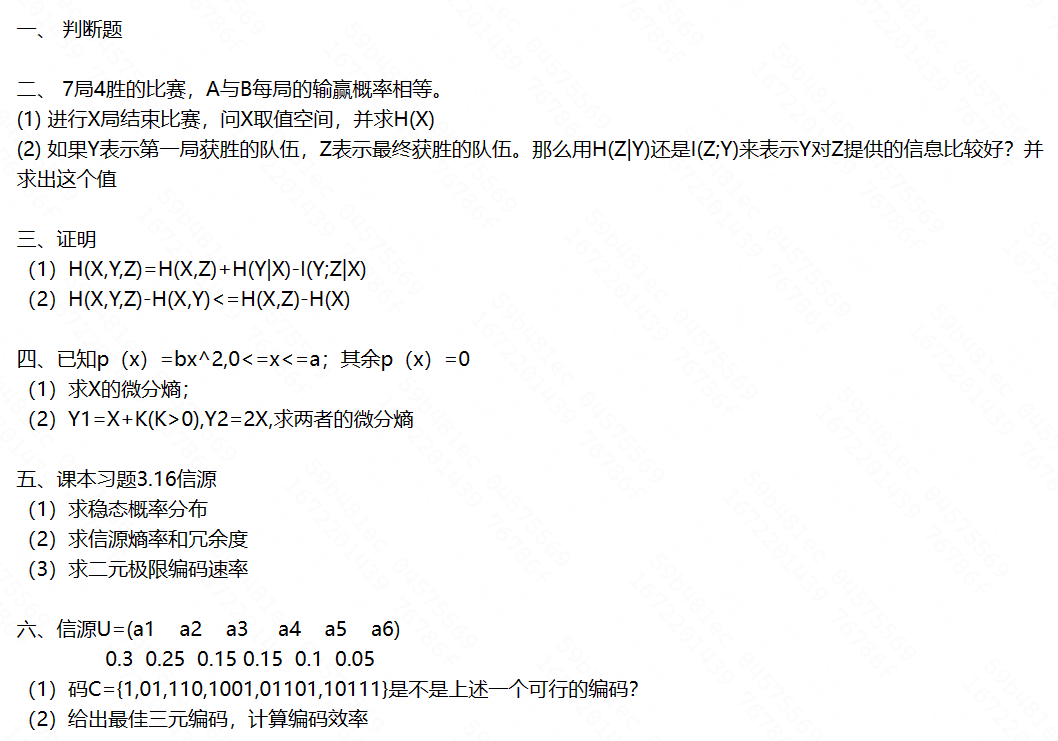 一、 判断题
二、 7局4胜的比赛，A与B每局的输赢概率相等。
(1) 进行X局结束比赛，问X取值空间，并求H(X)
(2) 如果Y表示第一局获胜的队伍，Z表示最终获胜的队伍。那么用H(Z|Y)还是I(Z;Y)来表示Y对Z提供的信息比较好？并
求出这个值
三、证明
（1）H(X,Y,Z)=H(X,Z)+H(Y|X)-I(Y;Z|X)
（2）H(X,Y,Z)-H(X,Y)<=H(X,Z)-H(X)
四、已知p（x）=bx^2,0<=x<=a；其余p（x）=0
（1）求X的微分熵；
（2）Y1=X+K(K>0),Y2=2X,求两者的微分熵
五、课本习题3.16信源
（1）求稳态概率分布
（2）求信源熵率和冗余度
（3）求二元极限编码速率
六、信源U=(a1 a2 a3 a4 a5 a6)
0.3 0.25 0.15 0.15 0.1 0.05
（1）码C={1,01,110,1001,01101,10111}是不是上述一个可行的编码？
（2）给出最佳三元编码，计算编码效率